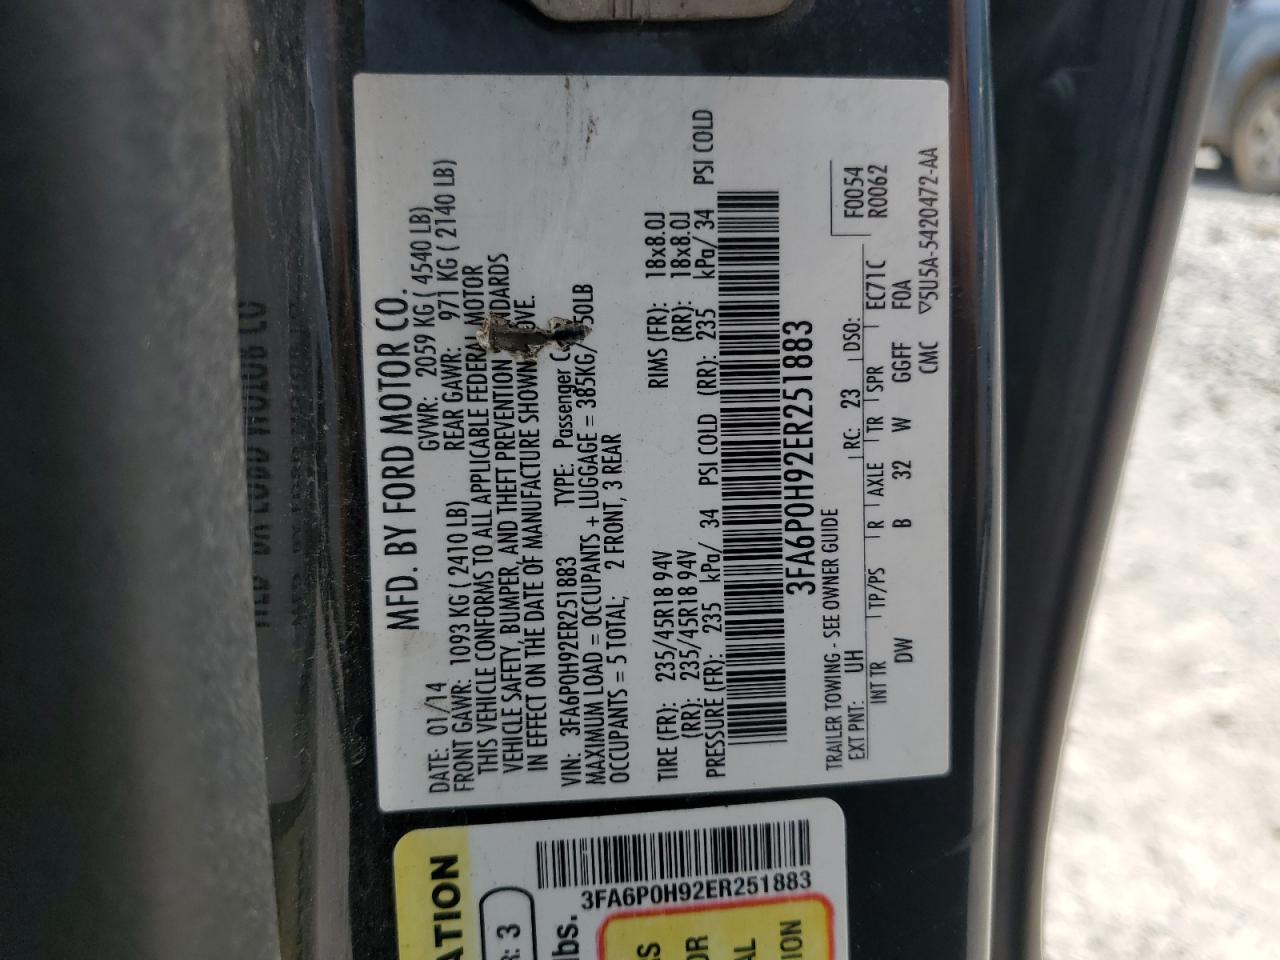 MFD. BY FORD MOTOR CO.
DATE: 01/14 GVWR: 2059 KG ( 4540 LB)
FRONT GAWR: 1093 KG ( 2410 LB) REAR GAWR: 971 KG ( 2140 LB)
THIS VEHICLE CONFORMS TO ALL APPLICABLE FEDERAL MOTOR
VEHICLE SAFETY, BUMPER, AND THEFT PREVENTION
IN EFFECT ON THE DATE OF MANUFACTURE SHOWN
VIN: 3FA6P0H92ER251883 TYPE: Passenger
MAXIMUM LOAD = OCCUPANTS + LUGGAGE = 385KG/ 50LB
OCCUPANTS = 5 TOTAL; 2 FRONT, 3 REAR
TIRE (FR): 235/45R18 94V RIMS (FR): 18x8.0J
(RR): 235/45R18 94V (RR): 18x8.0J
PRESSURE (FR): 235 kPa/ 34 PSI COLD (RR): 235 kPa/ 34 PSI COLD
3FA6P0H92ER251883
TRAILER TOWING - SEE OWNER GUIDE F0054
EXT PNT: UH RC: 23 DSO: R0062
INT TR TP/PS R AXLE TR SPR EC71C
DW B 32 W GGFF F0A
CMC ▽5U5A-5420472-AA
ATION
R: 3
lbs.
3FA6P0H92ER251883
GS
OR
AL
ION